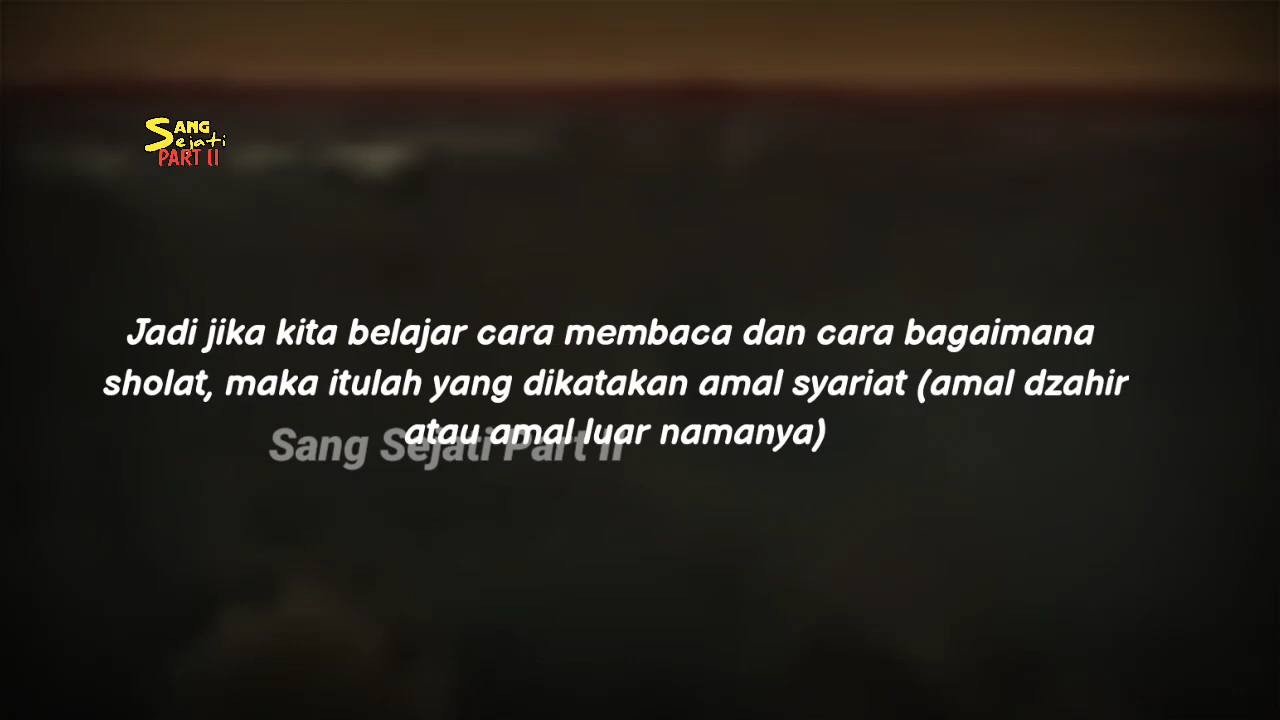 SANG
Sejati
PART II
Jadi jika kita belajar cara membaca dan cara bagaimana
sholat, maka itulah yang dikatakan amal syariat (amal dzahir
atau amal luar namanya)
Sang Sejati Part II